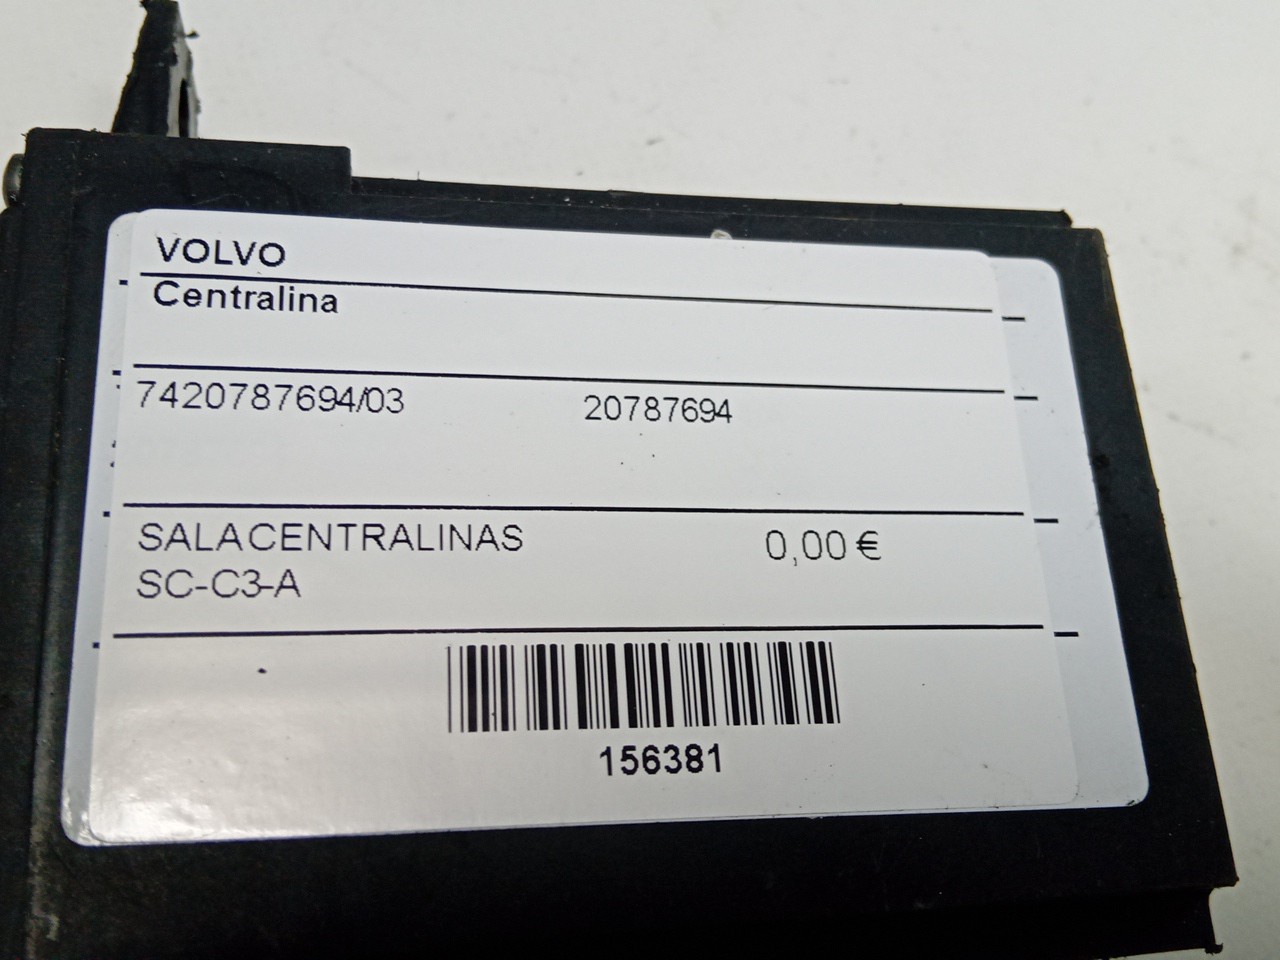 VOLVO
Centralina
7420787694/03 20787694
SALACENTRALINAS 0,00 €
SC-C3-A
156381